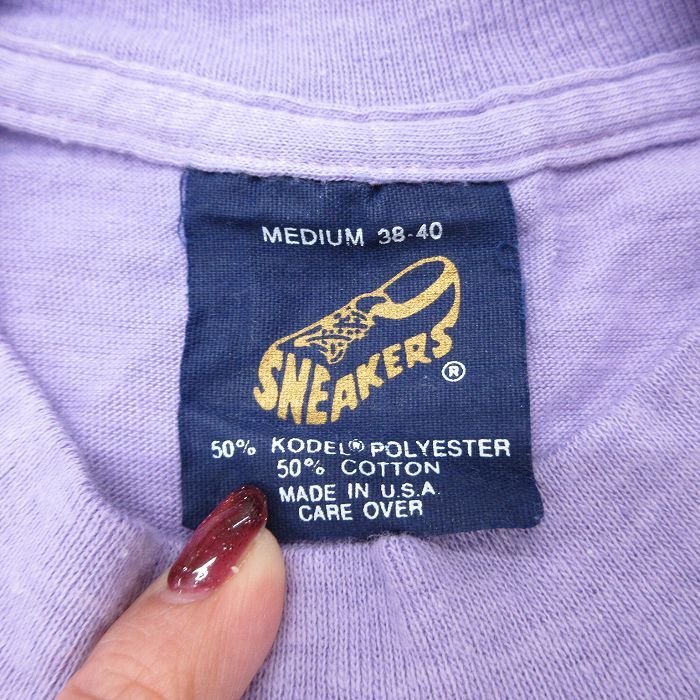 MEDIUM 38-40
SNEAKERS ®
50% KODEL® POLYESTER
50% COTTON
MADE IN U.S.A.
CARE OVER